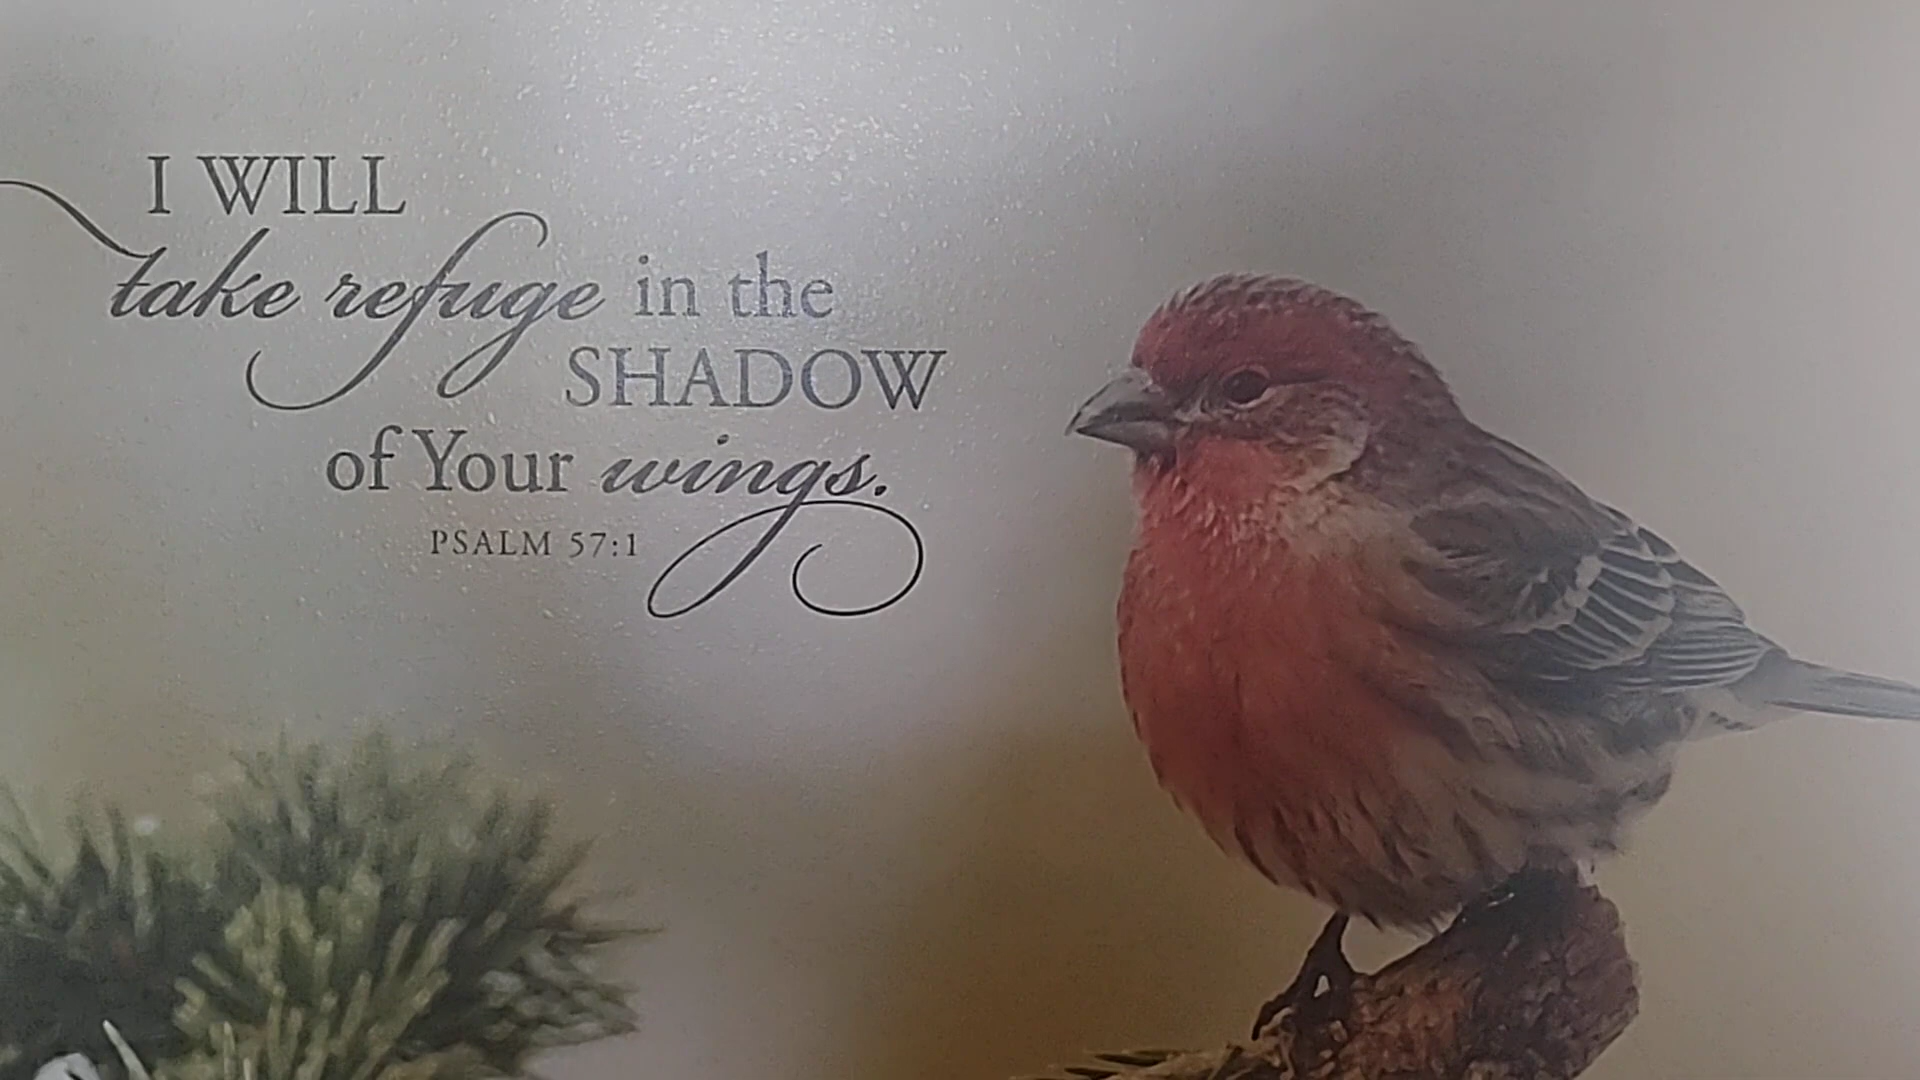 I WILL
take refuge in the
SHADOW
of Your wings.
PSALM 57:1